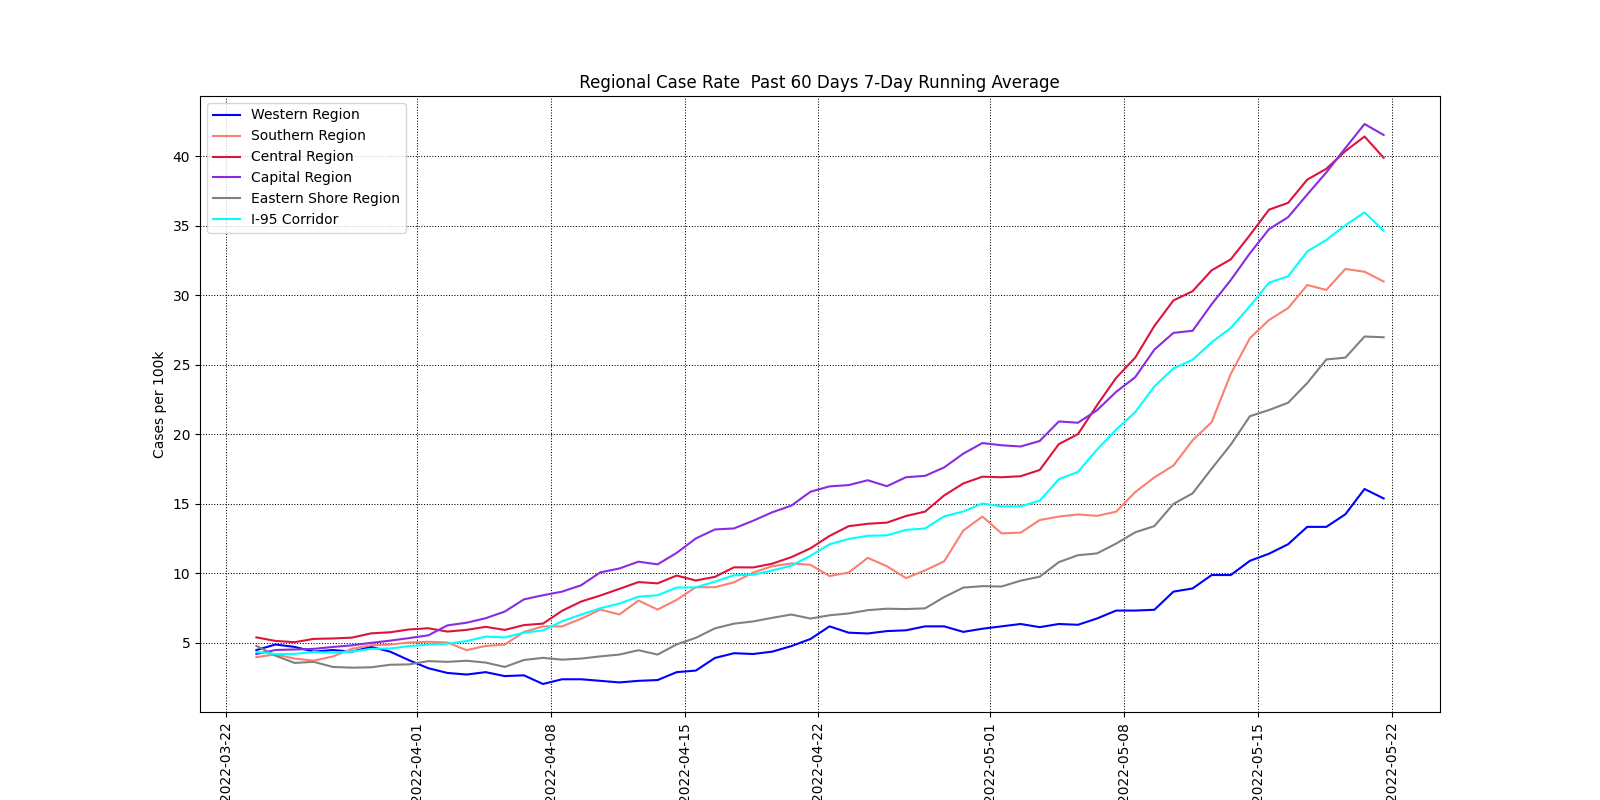 Regional Case Rate  Past 60 Days 7-Day Running Average
Western Region
Southern Region
Central Region
Capital Region
Eastern Shore Region
I-95 Corridor
Cases per 100k
40
35
30
25
20
15
10
5
2022-03-22
2022-04-01
2022-04-08
2022-04-15
2022-04-22
2022-05-01
2022-05-08
2022-05-15
2022-05-22